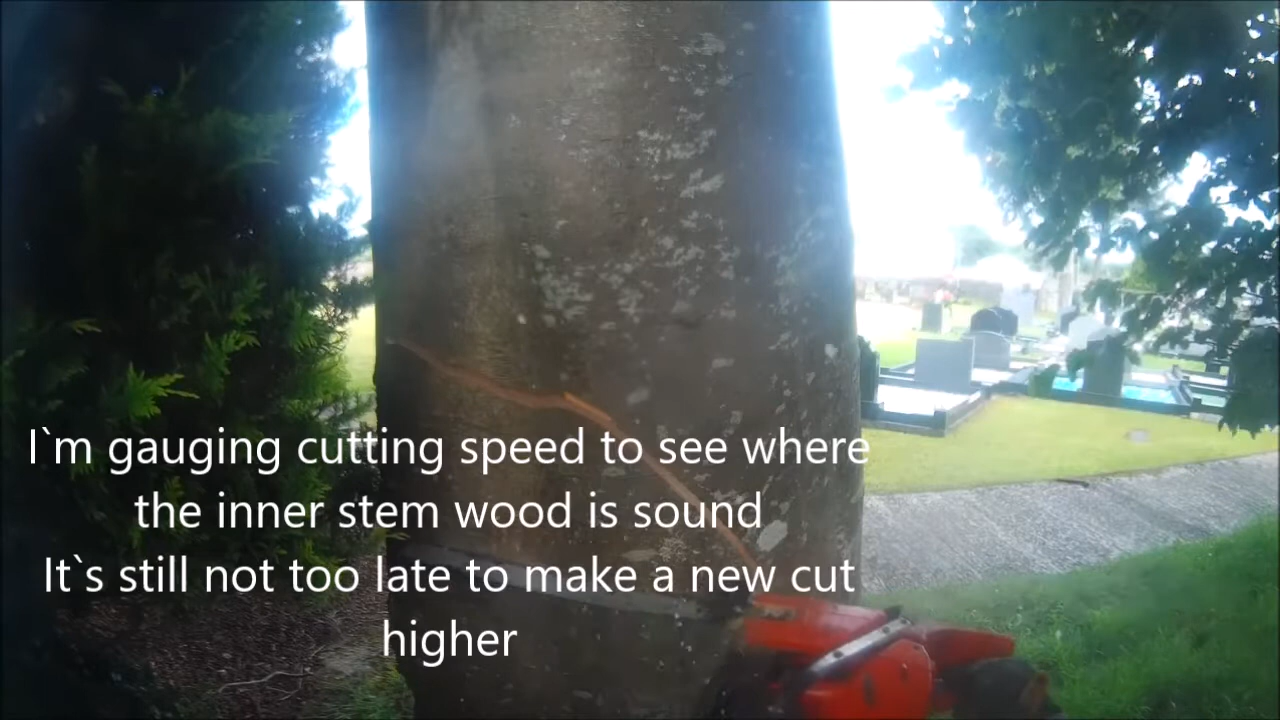 I`m gauging cutting speed to see where
the inner stem wood is sound
It`s still not too late to make a new cut
higher